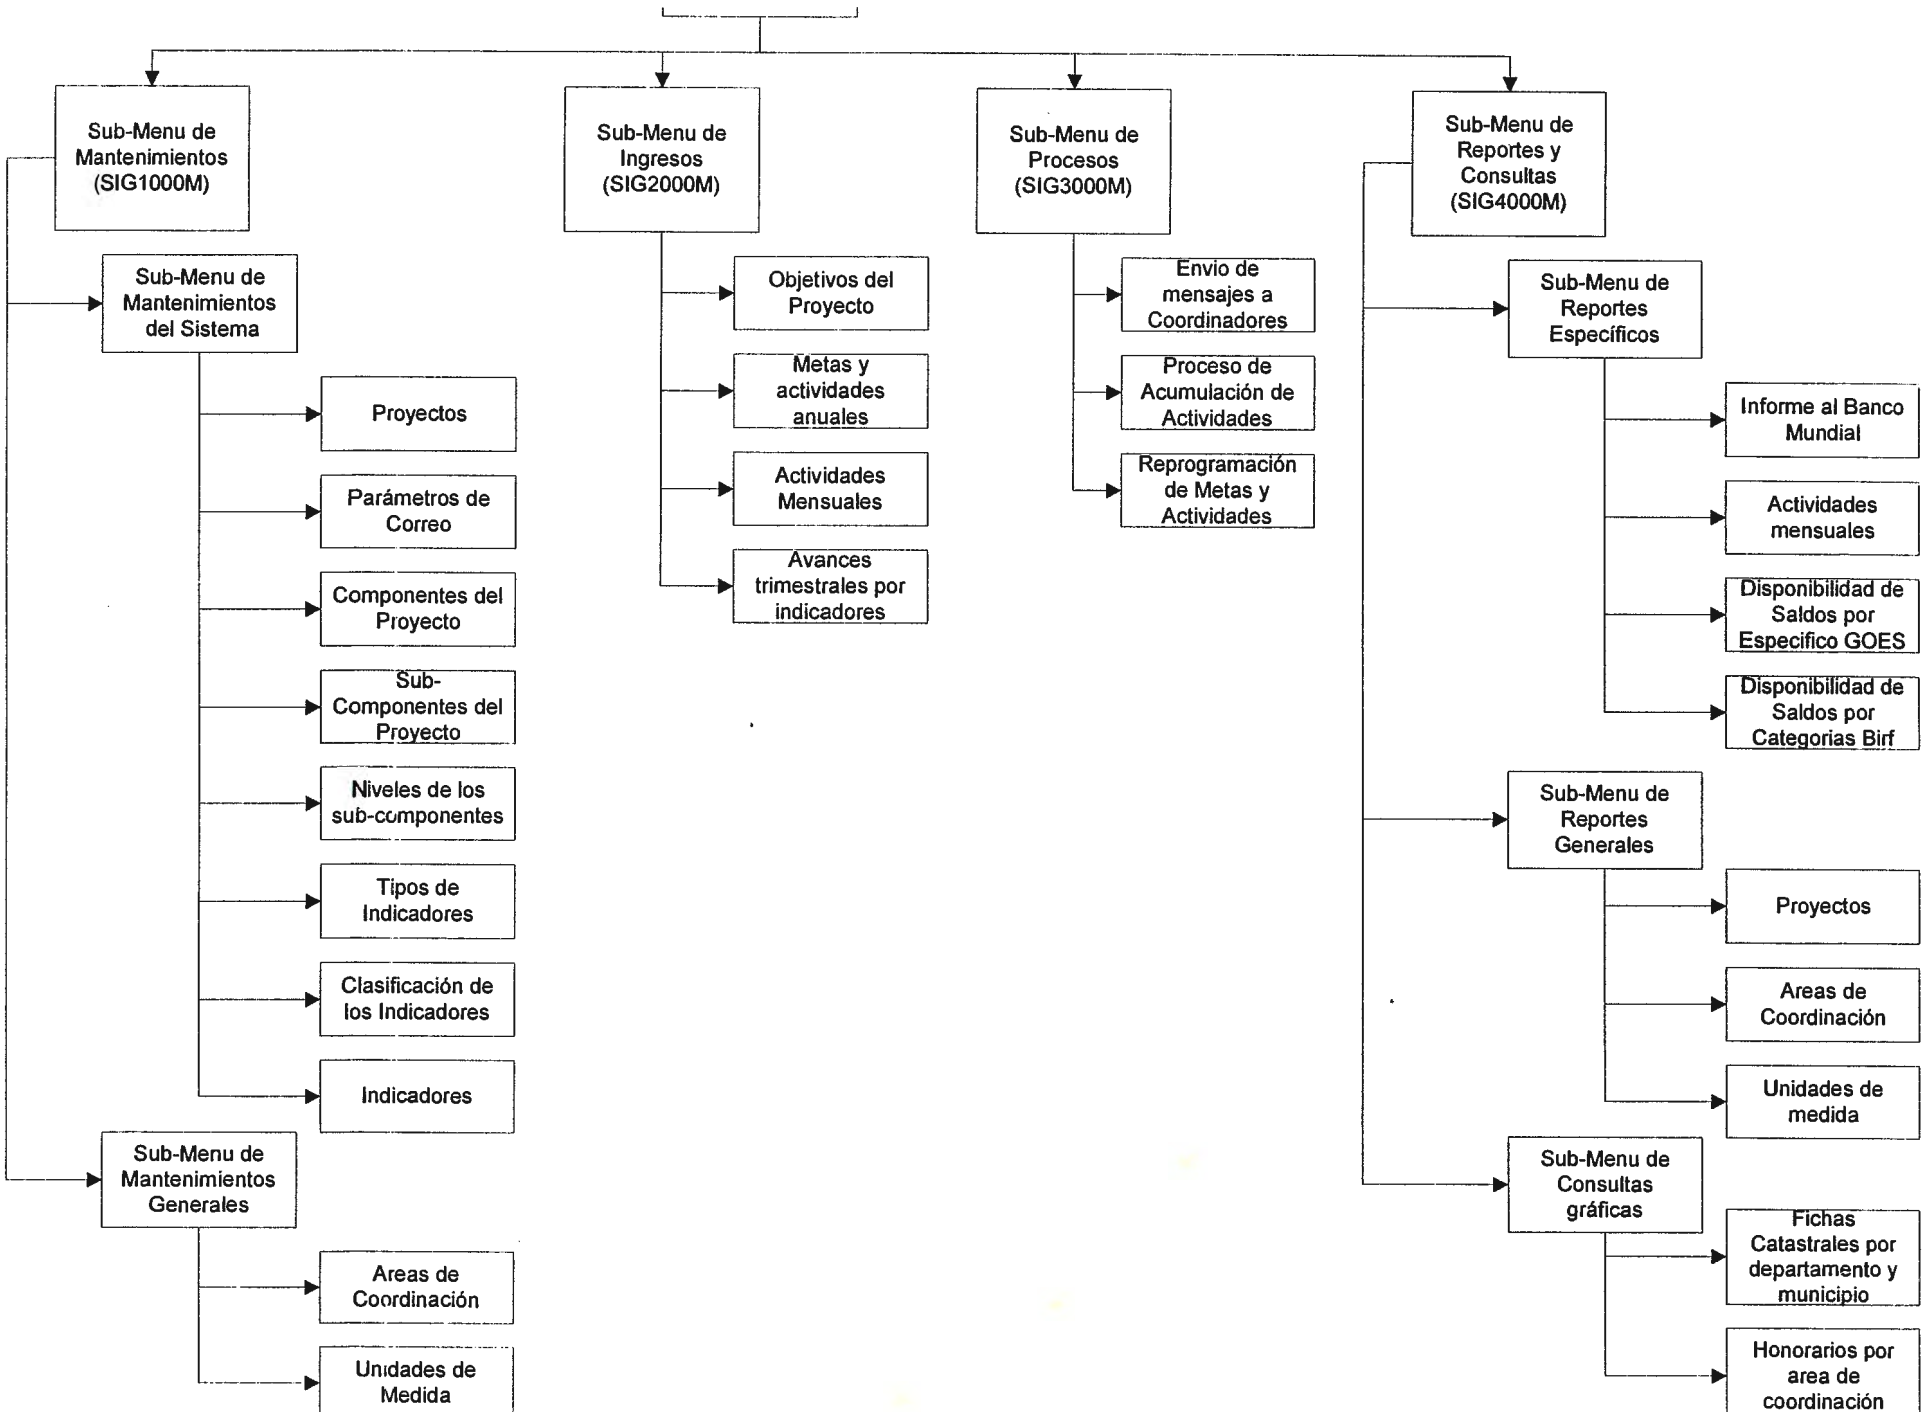 Sub-Menu de
Mantenimientos
(SIG1000M)
Sub-Menu de
Mantenimientos
del Sistema
Proyectos
Parámetros de
Correo
Componentes del
Proyecto
Sub-
Componentes del
Proyecto
Niveles de los
sub-componentes
Tipos de
Indicadores
Clasificación de
los Indicadores
Indicadores
Sub-Menu de
Mantenimientos
Generales
Areas de
Coordinación
Unidades de
Medida
Sub-Menu de
Ingresos
(SIG2000M)
Objetivos del
Proyecto
Metas y
actividades
anuales
Actividades
Mensuales
Avances
trimestrales por
indicadores
Sub-Menu de
Procesos
(SIG3000M)
Envio de
mensajes a
Coordinadores
Proceso de
Acumulación de
Actividades
Reprogramación
de Metas y
Actividades
Sub-Menu de
Reportes y
Consultas
(SIG4000M)
Sub-Menu de
Reportes
Específicos
Informe al Banco
Mundial
Actividades
mensuales
Disponibilidad de
Saldos por
Especifico GOES
Disponibilidad de
Saldos por
Categorias Birf
Sub-Menu de
Reportes
Generales
Proyectos
Areas de
Coordinación
Unidades de
medida
Sub-Menu de
Consultas
gráficas
Fichas
Catastrales por
departamento y
municipio
Honorarios por
area de
coordinación